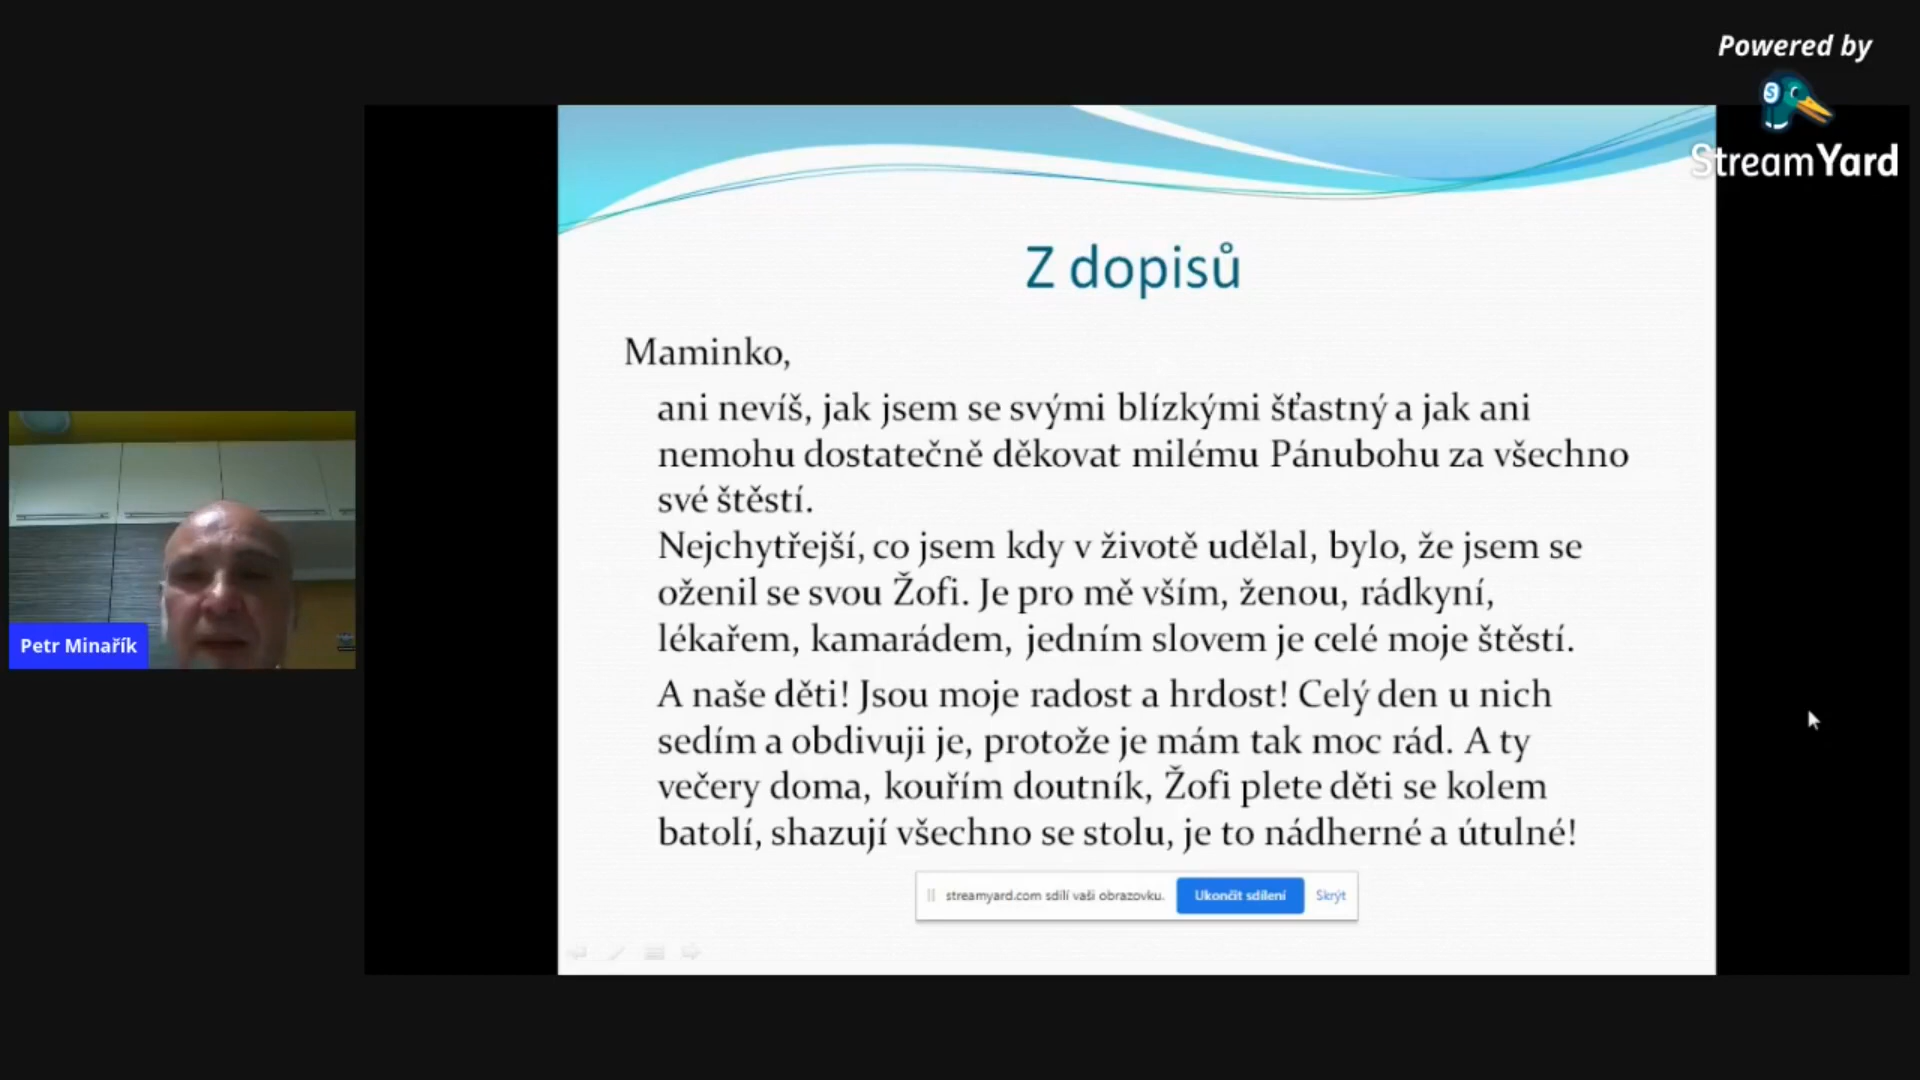 Powered by
StreamYard
Z dopisů
Maminko,
ani nevíš, jak jsem se svými blízkými šťastný a jak ani
nemohu dostatečně děkovat milému Pánubohu za všechno
své štěstí.
Nejchytřejší, co jsem kdy v životě udělal, bylo, že jsem se
oženil se svou Žofi. Je pro mě vším, ženou, rádkyní,
lékařem, kamarádem, jedním slovem je celé moje štěstí.
A naše děti! Jsou moje radost a hrdost! Celý den u nich
sedím a obdivuji je, protože je mám tak moc rád. A ty
večery doma, kouřím doutník, Žofi plete děti se kolem
batolí, shazují všechno se stolu, je to nádherné a útulné!
streamyard.com sdílí vaši obrazovku. Ukončit sdílení Skrýt
Petr Minařík